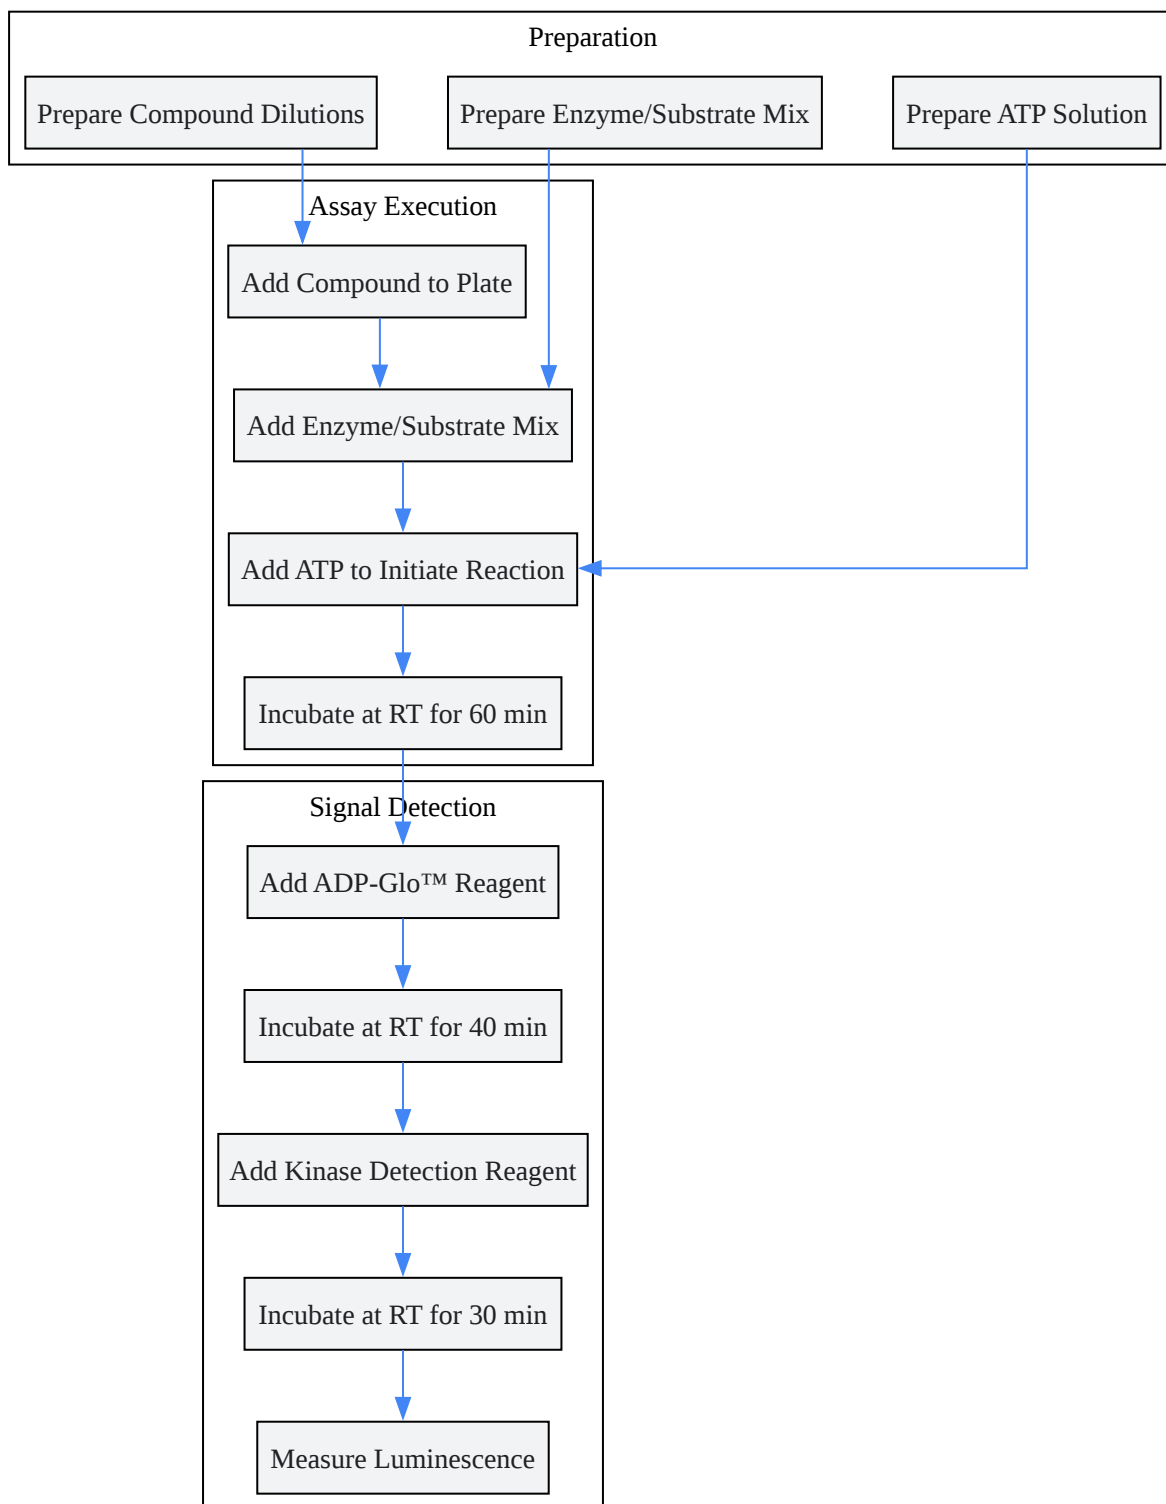 Preparation
Prepare Compound Dilutions
Prepare Enzyme/Substrate Mix
Prepare ATP Solution
Assay Execution
Add Compound to Plate
Add Enzyme/Substrate Mix
Add ATP to Initiate Reaction
Incubate at RT for 60 min
Signal Detection
Add ADP-Glo™ Reagent
Incubate at RT for 40 min
Add Kinase Detection Reagent
Incubate at RT for 30 min
Measure Luminescence